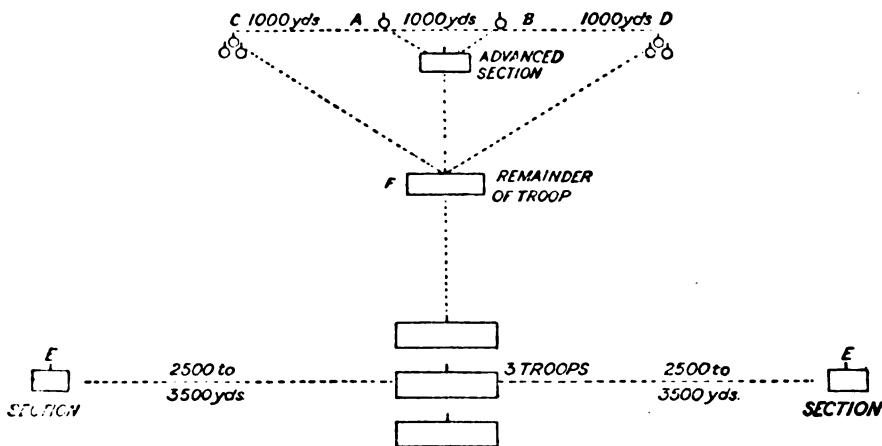 C 1000 yds A 1000 yds B 1000 yds D
ADVANCED
SECTION
F REMAINDER
OF TROOP
E 2500 to 3 TROOPS 2500 to E
3500 yds. 3500 yds.
SECTION SECTION